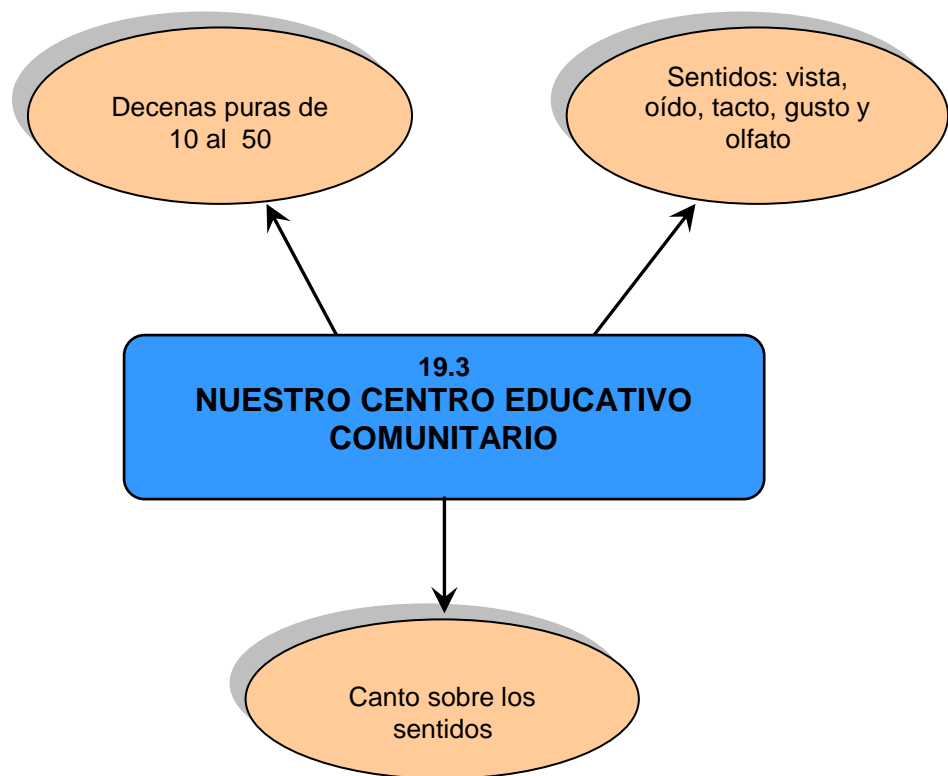 Decenas puras de
10 al  50
Sentidos: vista,
oído, tacto, gusto y
olfato
19.3
NUESTRO CENTRO EDUCATIVO
COMUNITARIO
Canto sobre los
sentidos